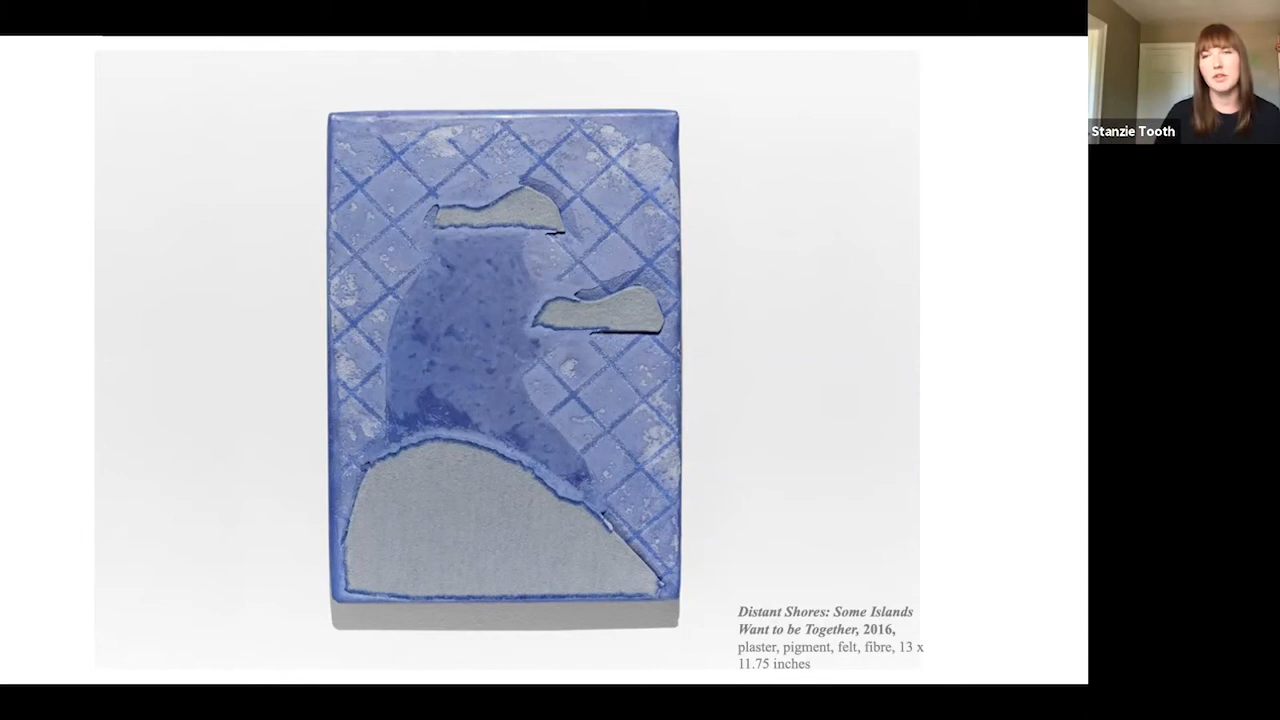 Stanzie Tooth
Distant Shores: Some Islands
Want to be Together, 2016,
plaster, pigment, felt, fibre, 13 x
11.75 inches